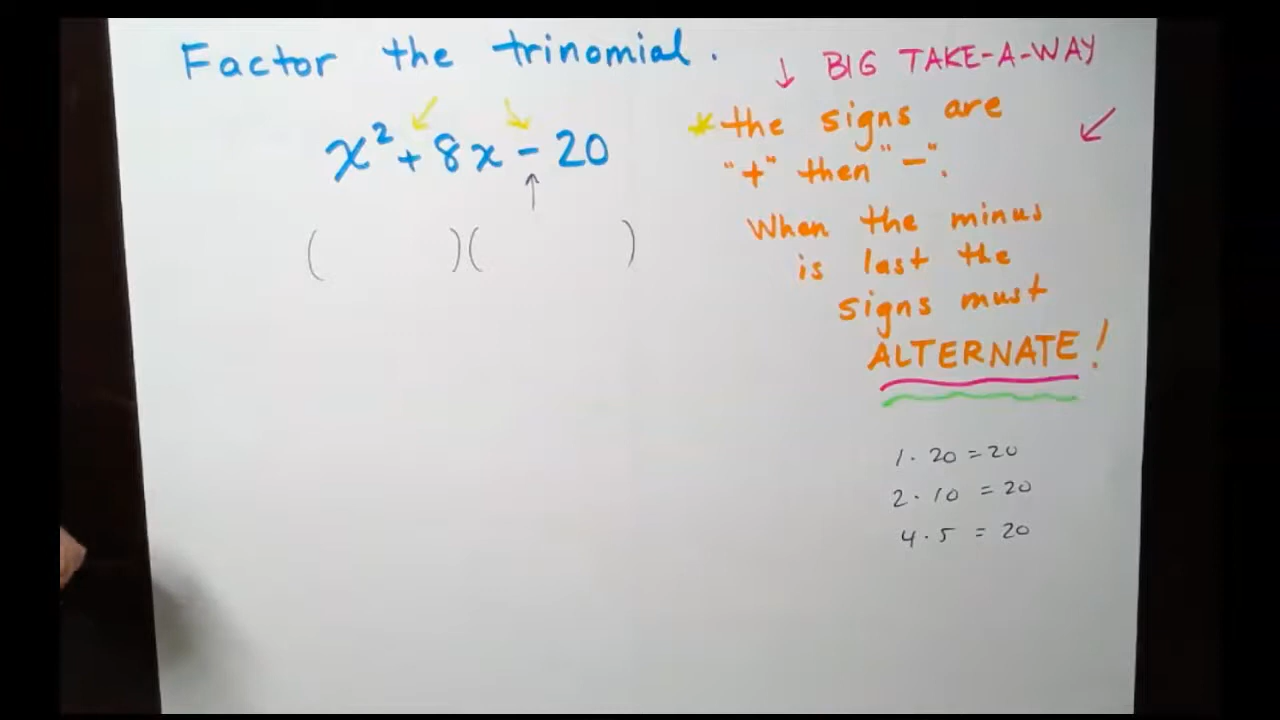 Factor the trinomial.
x² + 8x - 20
( )( )
↓ BIG TAKE-A-WAY
* the signs are
"+" then "-".
When the minus
is last the
signs must
ALTERNATE!
1 · 20 = 20
2 · 10 = 20
4 · 5 = 20